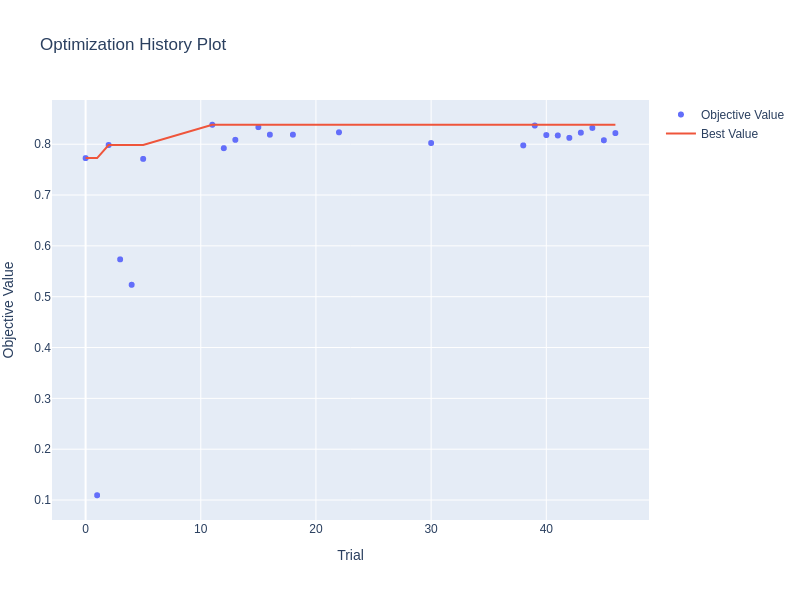 Optimization History Plot
Objective Value
Best Value
0.8
0.7
0.6
0.5
0.4
0.3
0.2
0.1
Objective Value
0 10 20 30 40
Trial